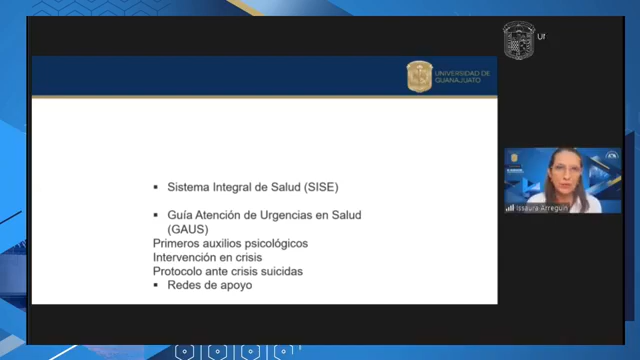 UNIVERSIDAD DE
GUANAJUATO
Sistema Integral de Salud (SISE)
Guía Atención de Urgencias en Salud
(GAUS)
Primeros auxilios psicológicos
Intervención en crisis
Protocolo ante crisis suicidas
Redes de apoyo
Issaura Arreguin